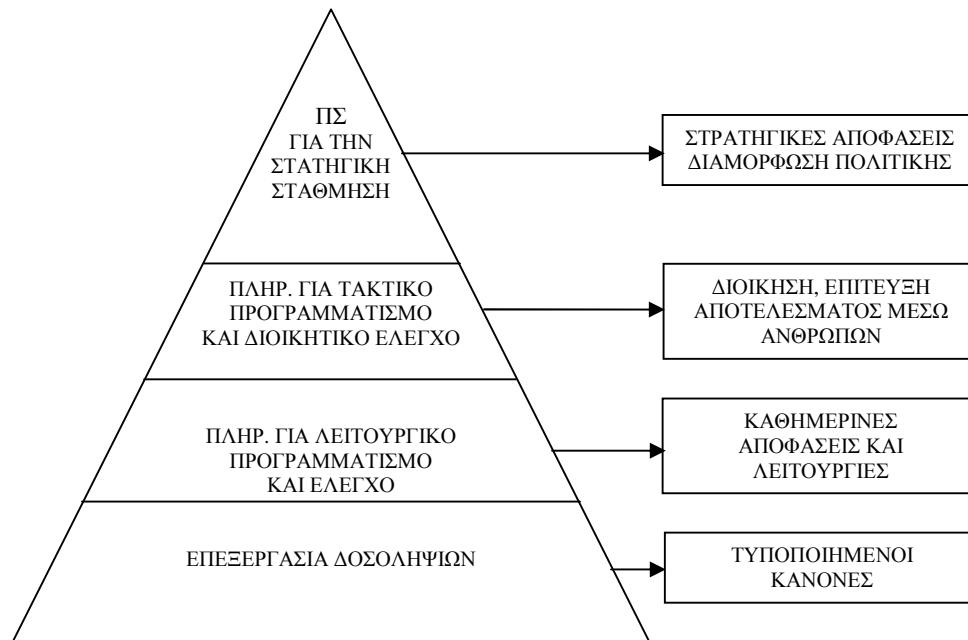 ΠΣ
ΓΙΑ ΤΗΝ
ΣΤΑΤΗΓΙΚΗ
ΣΤΑΘΜΗΣΗ
ΣΤΡΑΤΗΓΙΚΕΣ ΑΠΟΦΑΣΕΙΣ
ΔΙΑΜΟΡΦΩΣΗ ΠΟΛΙΤΙΚΗΣ
ΠΛΗΡ. ΓΙΑ ΤΑΚΤΙΚΟ
ΠΡΟΓΡΑΜΜΑΤΙΣΜΟ
ΚΑΙ ΔΙΟΙΚΗΤΙΚΟ ΕΛΕΓΧΟ
ΔΙΟΙΚΗΣΗ, ΕΠΙΤΕΥΞΗ
ΑΠΟΤΕΛΕΣΜΑΤΟΣ ΜΕΣΩ
ΑΝΘΡΩΠΩΝ
ΠΛΗΡ. ΓΙΑ ΛΕΙΤΟΥΡΓΙΚΟ
ΠΡΟΓΡΑΜΜΑΤΙΣΜΟ
ΚΑΙ ΕΛΕΓΧΟ
ΚΑΘΗΜΕΡΙΝΕΣ
ΑΠΟΦΑΣΕΙΣ ΚΑΙ
ΛΕΙΤΟΥΡΓΙΕΣ
ΕΠΕΞΕΡΓΑΣΙΑ ΔΟΣΟΛΗΨΙΩΝ
ΤΥΠΟΠΟΙΗΜΕΝΟΙ
ΚΑΝΟΝΕΣ